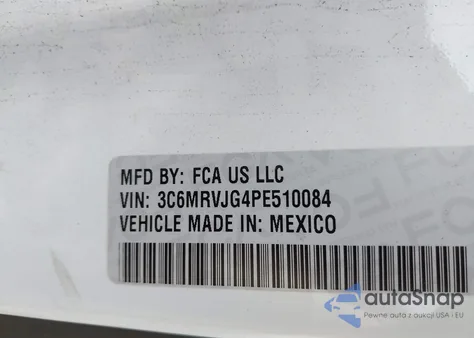 MFD BY: FCA US LLC
VIN: 3C6MRVJG4PE510084
VEHICLE MADE IN: MEXICO
autoSnap
Pewne auta z aukcji USA i EU